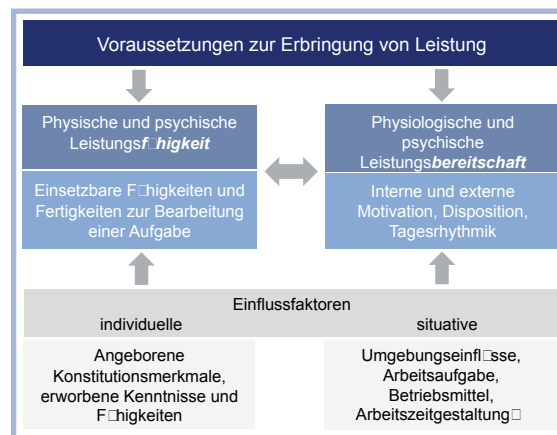 Voraussetzungen zur Erbringung von Leistung
Physische und psychische
Leistungsf□higkeit
Einsetzbare F□higkeiten und
Fertigkeiten zur Bearbeitung
einer Aufgabe
Physiologische und
psychische
Leistungsbereitschaft
Interne und externe
Motivation, Disposition,
Tagesrhythmik
Einflussfaktoren
individuelle
situative
Angeborene
Konstitutionsmerkmale,
erworbene Kenntnisse und
F□higkeiten
Umgebungseinfl□sse,
Arbeitsaufgabe,
Betriebsmittel,
Arbeitszeitgestaltung□